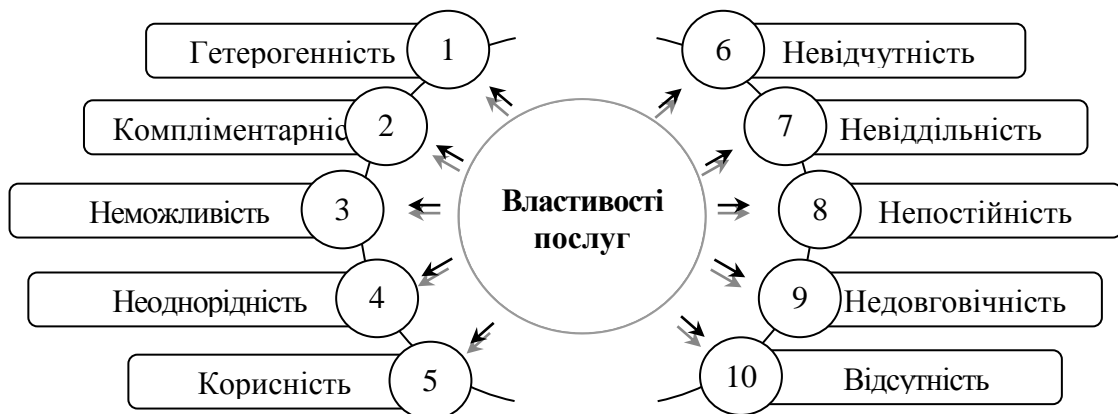 Гетерогенність 1
Компліментарніс 2
Неможливість 3
Неоднорідність 4
Корисність 5
Властивості
послуг
6 Невідчутність
7 Невіддільність
8 Непостійність
9 Недовговічність
10 Відсутність